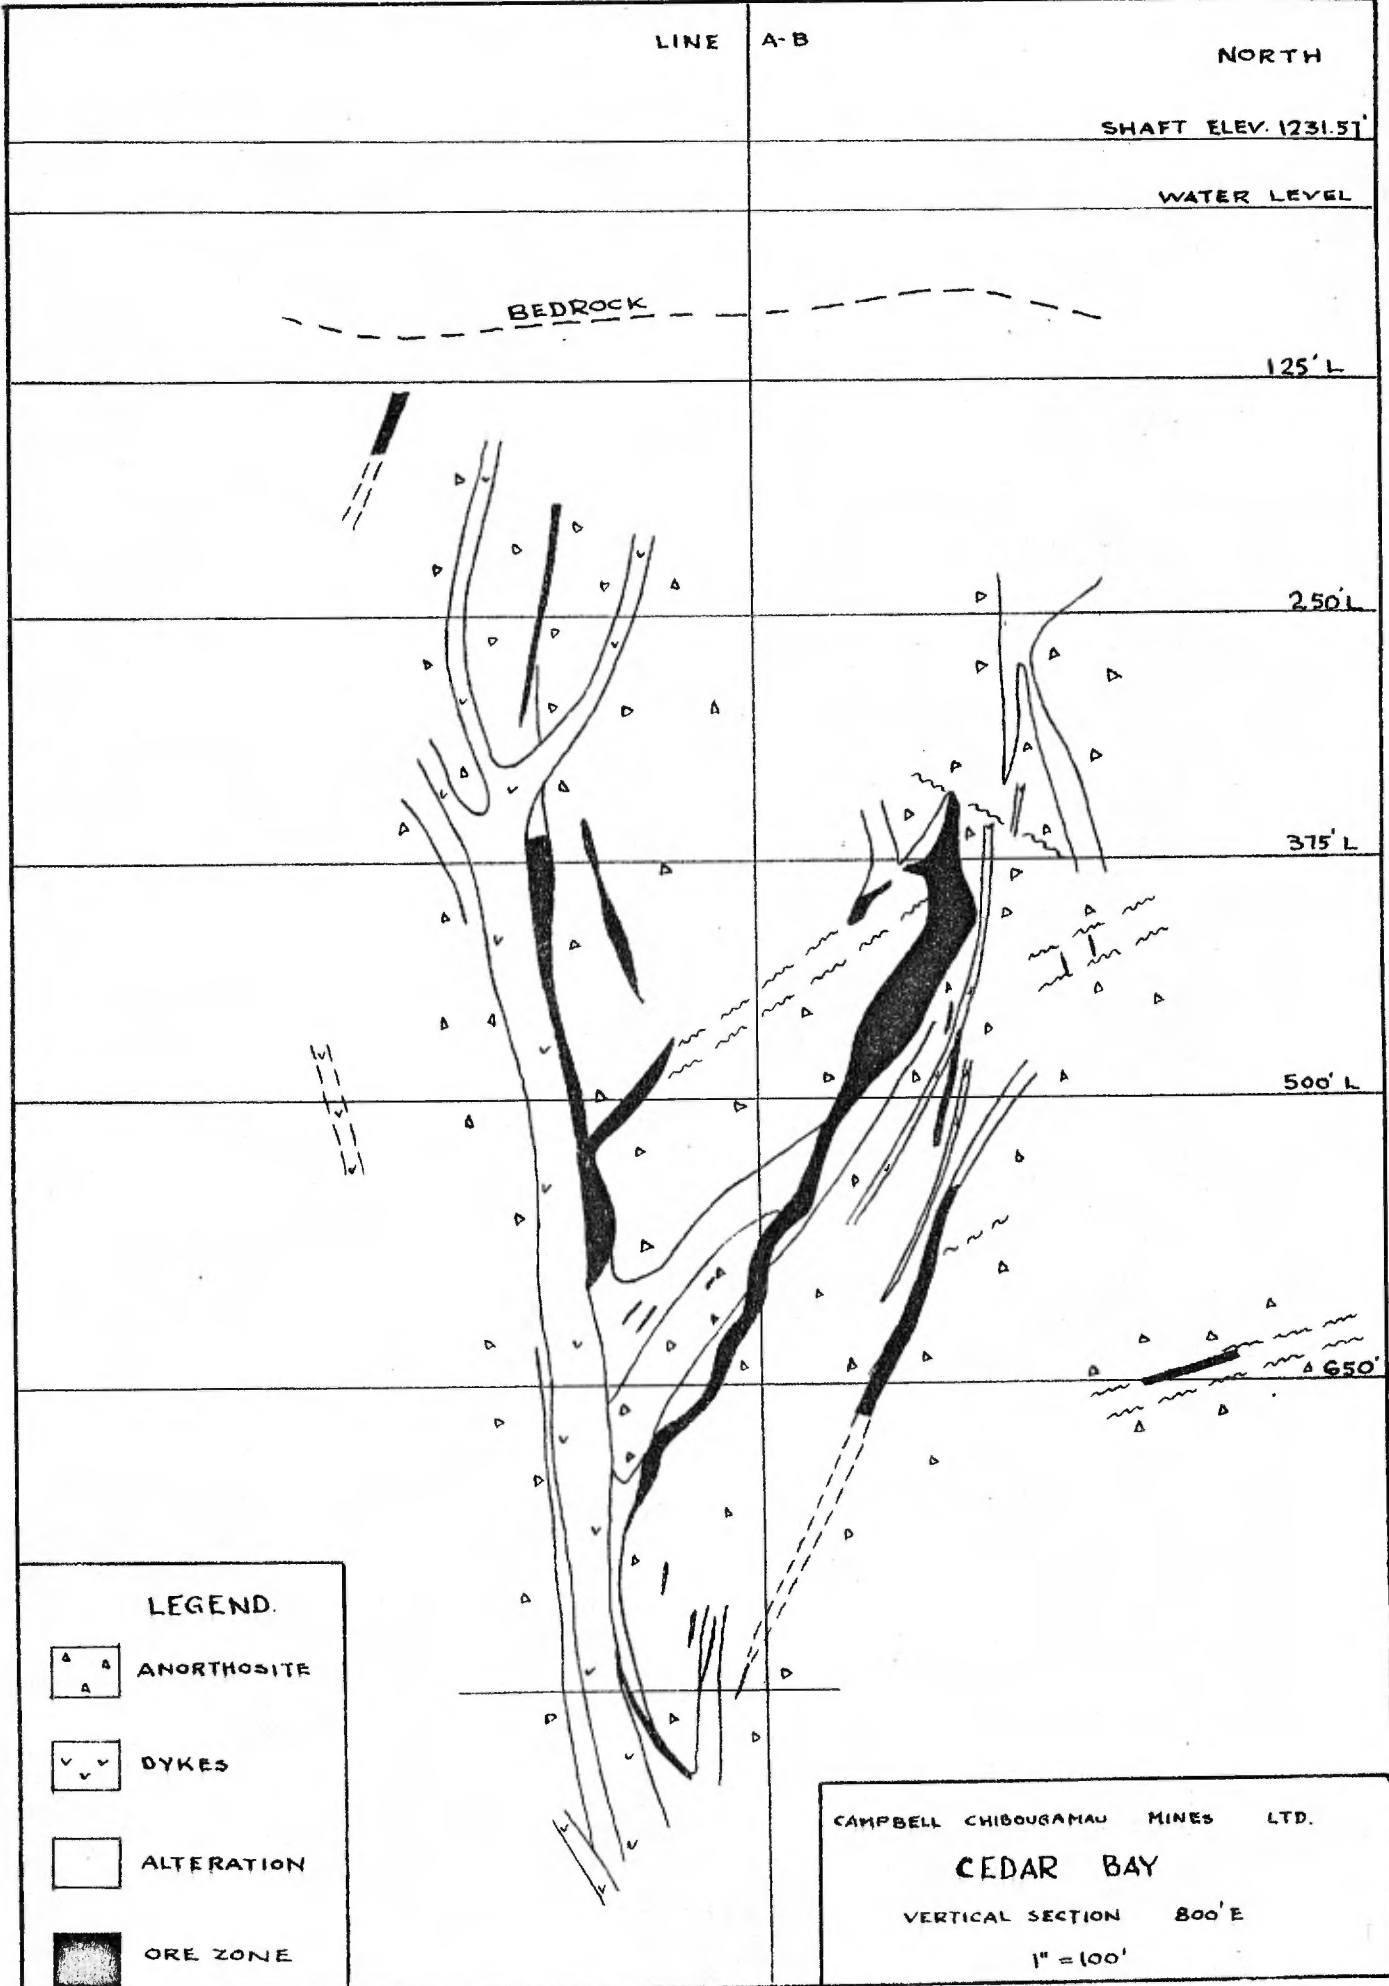 LINE A-B
NORTH
SHAFT ELEV. 1231.57'
WATER LEVEL
BEDROCK
125' L
250' L
375' L
500' L
650'
LEGEND.
ANORTHOSITE
DYKES
ALTERATION
ORE ZONE
CAMPBELL CHIBOUGAMAU MINES LTD.
CEDAR BAY
VERTICAL SECTION 800' E
1" = 100'